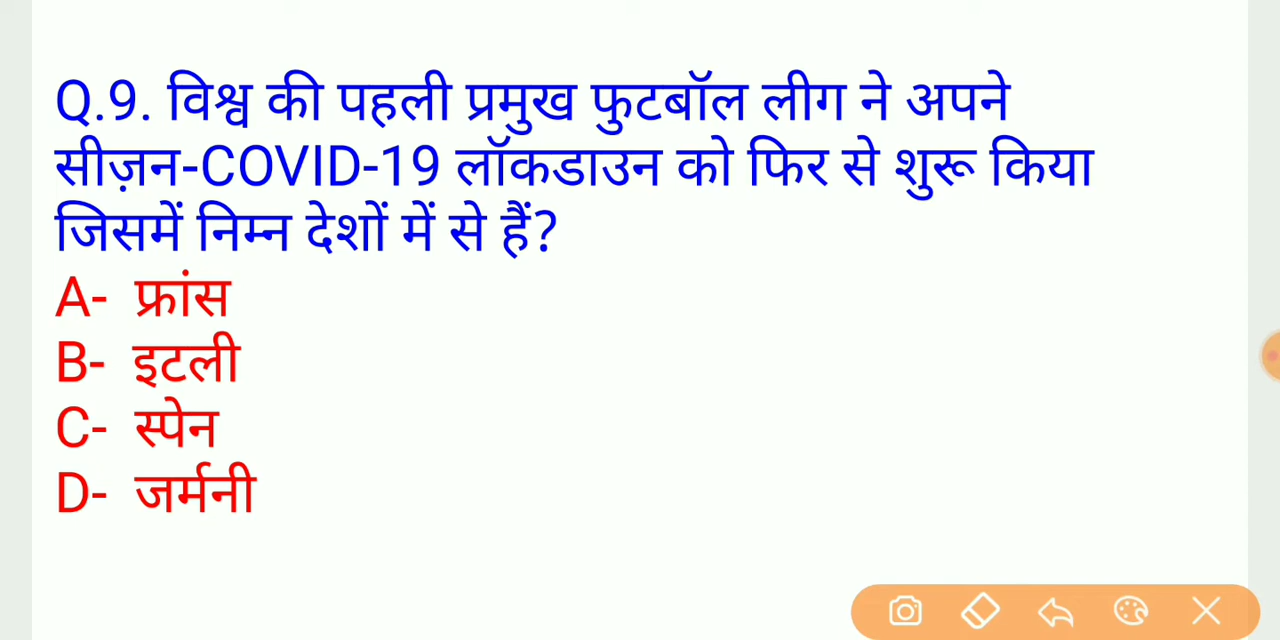 Q.9. विश्व की पहली प्रमुख फुटबॉल लीग ने अपने
सीज़न-COVID-19 लॉकडाउन को फिर से शुरू किया
जिसमें निम्न देशों में से हैं?
A- फ्रांस
B- इटली
C- स्पेन
D- जर्मनी